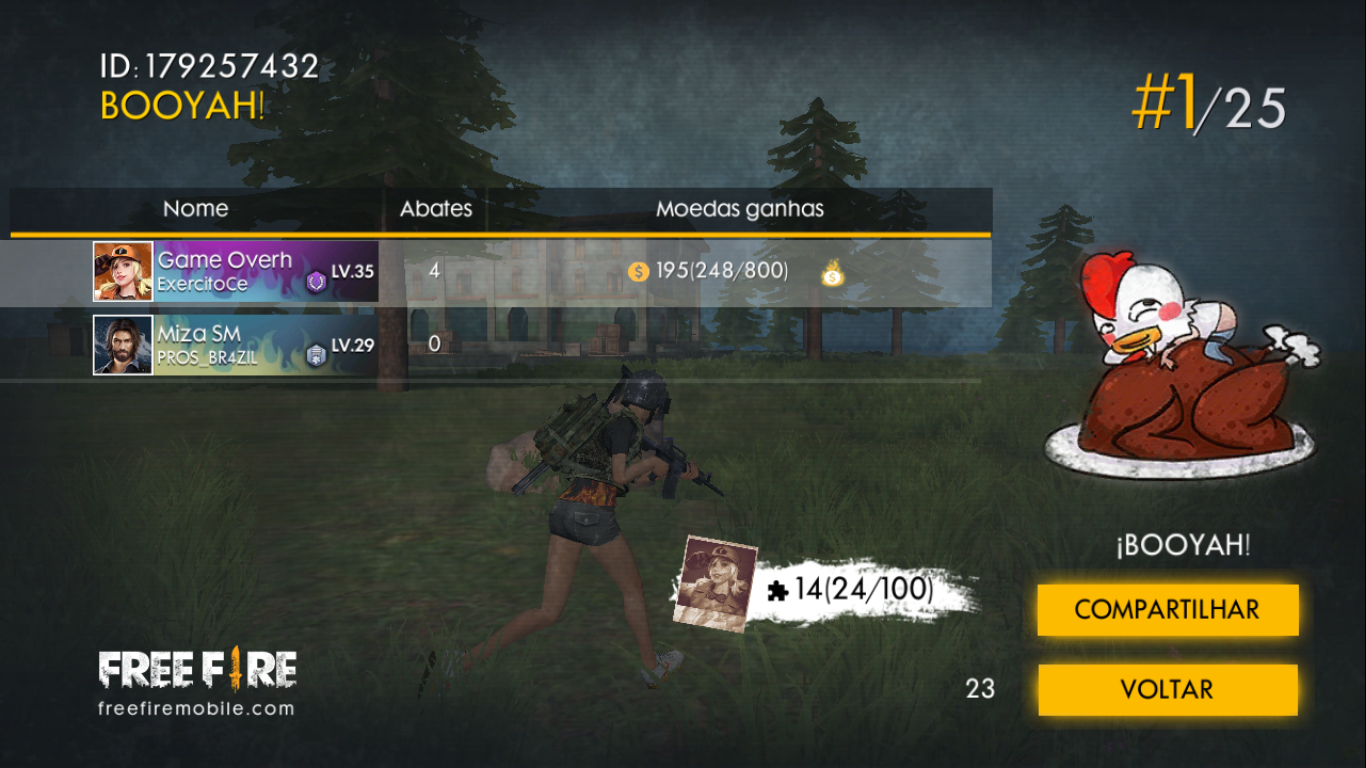 ID:179257432
BOOYAH!
#1/25
Nome Abates Moedas ganhas
Game Overh
ExercitoCe
LV.35
4
195(248/800)
Miza SM
PROS_BR4ZIL
LV.29
0
¡BOOYAH!
14(24/100)
COMPARTILHAR
FREE FIRE
freefiremobile.com
23
VOLTAR